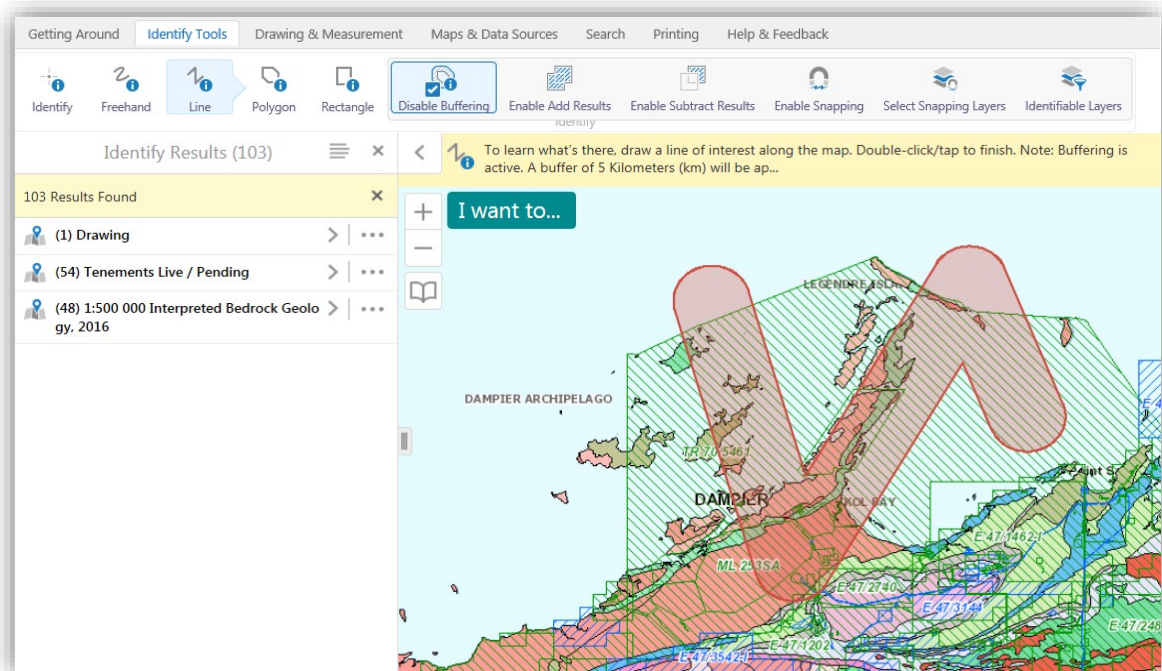 Getting Around Identify Tools Drawing & Measurement Maps & Data Sources Search Printing Help & Feedback
Identify Freehand Line Polygon Rectangle Disable Buffering Enable Add Results Enable Subtract Results Enable Snapping Select Snapping Layers Identifiable Layers
Identify
Identify Results (103)
To learn what's there, draw a line of interest along the map. Double-click/tap to finish. Note: Buffering is
active. A buffer of 5 Kilometers (km) will be ap...
103 Results Found
I want to...
(1) Drawing
(54) Tenements Live / Pending
(48) 1:500 000 Interpreted Bedrock Geolo
gy, 2016
LEGENDRE ISLA
DAMPIER ARCHIPELAGO
TR 70/5461
DAMPIER
KOL BAY
E 47/1462-I
ML 253SA
E 47/2740
E 47/3144
E 47/248
E 47/1202
E 47/3542-I